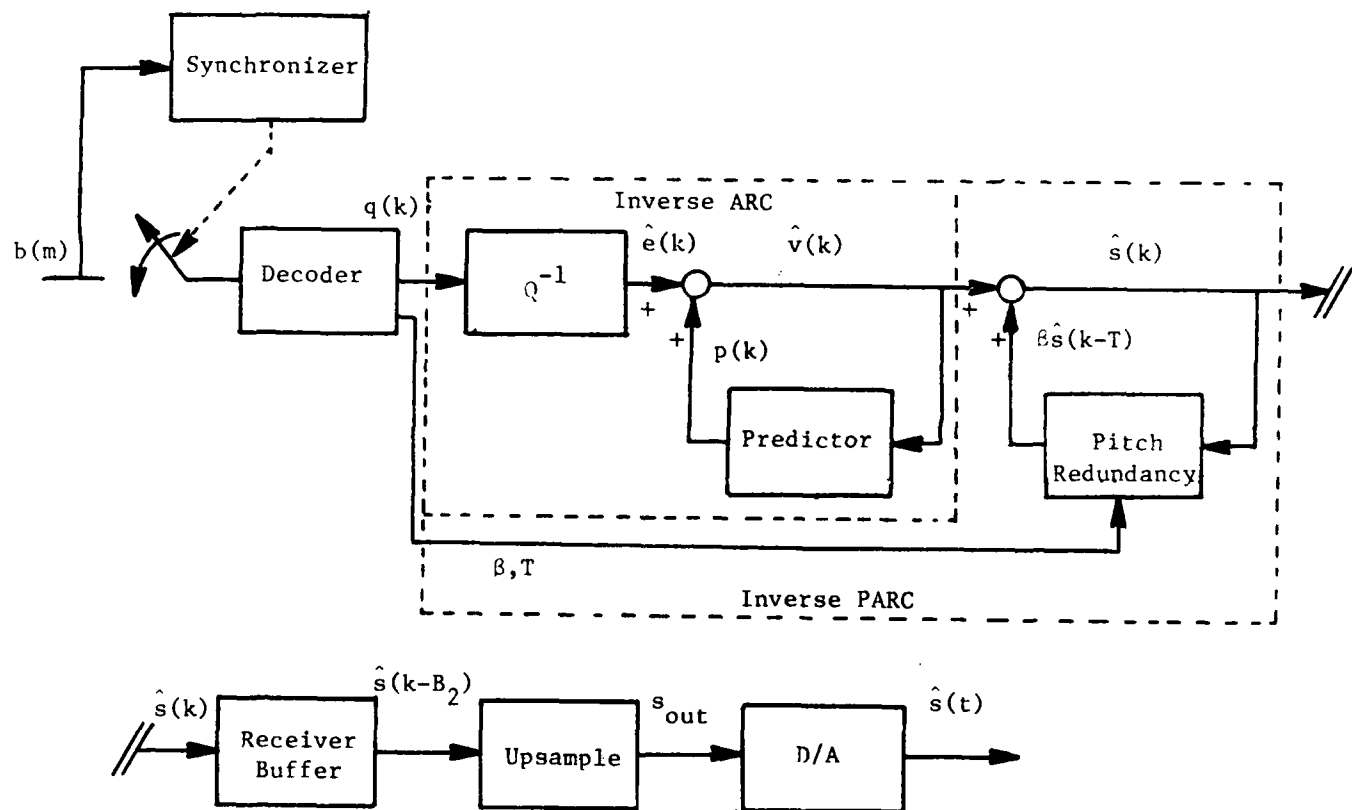 Synchronizer
b(m)
Decoder
q(k)
Inverse ARC
Q⁻¹
ê(k)
+
+
p(k)
v̂(k)
Predictor
+
+
ŝ(k)
βŝ(k-T)
Pitch
Redundancy
β,T
Inverse PARC
ŝ(k)
Receiver
Buffer
ŝ(k-B₂)
Upsample
s_out
D/A
ŝ(t)